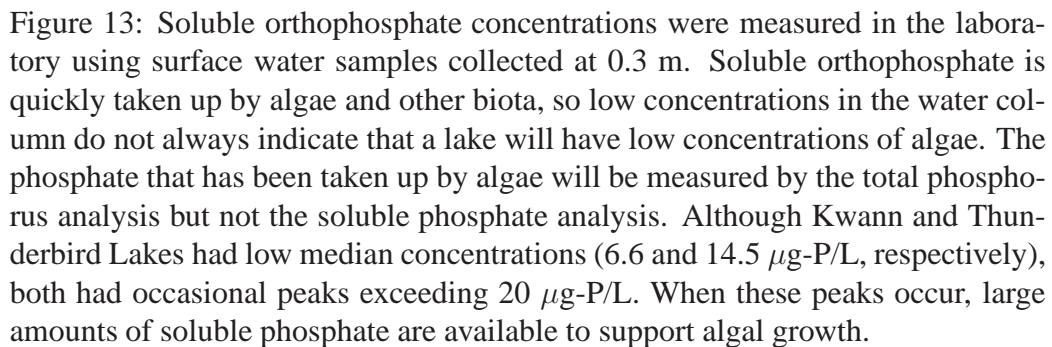 Figure 13: Soluble orthophosphate concentrations were measured in the labora-
tory using surface water samples collected at 0.3 m. Soluble orthophosphate is
quickly taken up by algae and other biota, so low concentrations in the water col-
umn do not always indicate that a lake will have low concentrations of algae. The
phosphate that has been taken up by algae will be measured by the total phospho-
rus analysis but not the soluble phosphate analysis. Although Kwann and Thun-
derbird Lakes had low median concentrations (6.6 and 14.5 μg-P/L, respectively),
both had occasional peaks exceeding 20 μg-P/L. When these peaks occur, large
amounts of soluble phosphate are available to support algal growth.